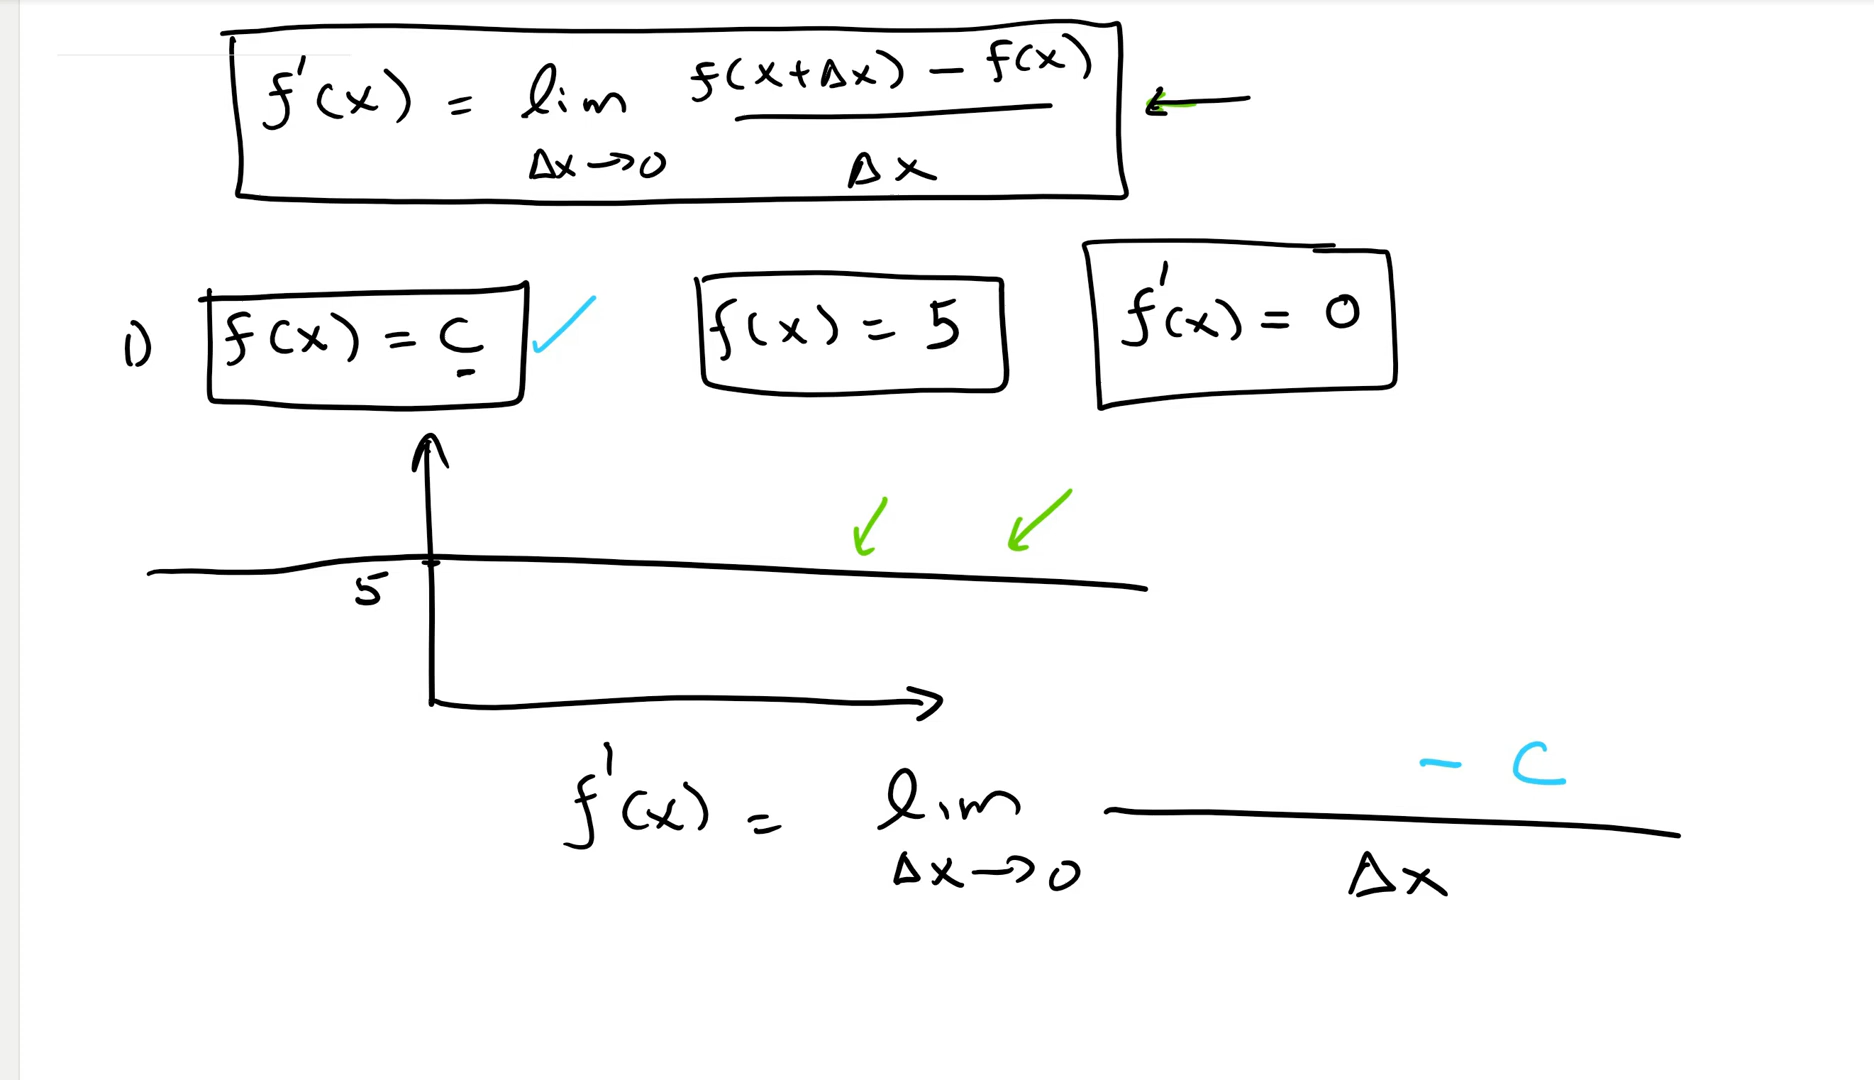 f'(x) = lim f(x+Δx) - f(x)
Δx→0 Δx
1) f(x) = c f(x) = 5 f'(x) = 0
5
- C
f'(x) = lim
Δx→0 Δx